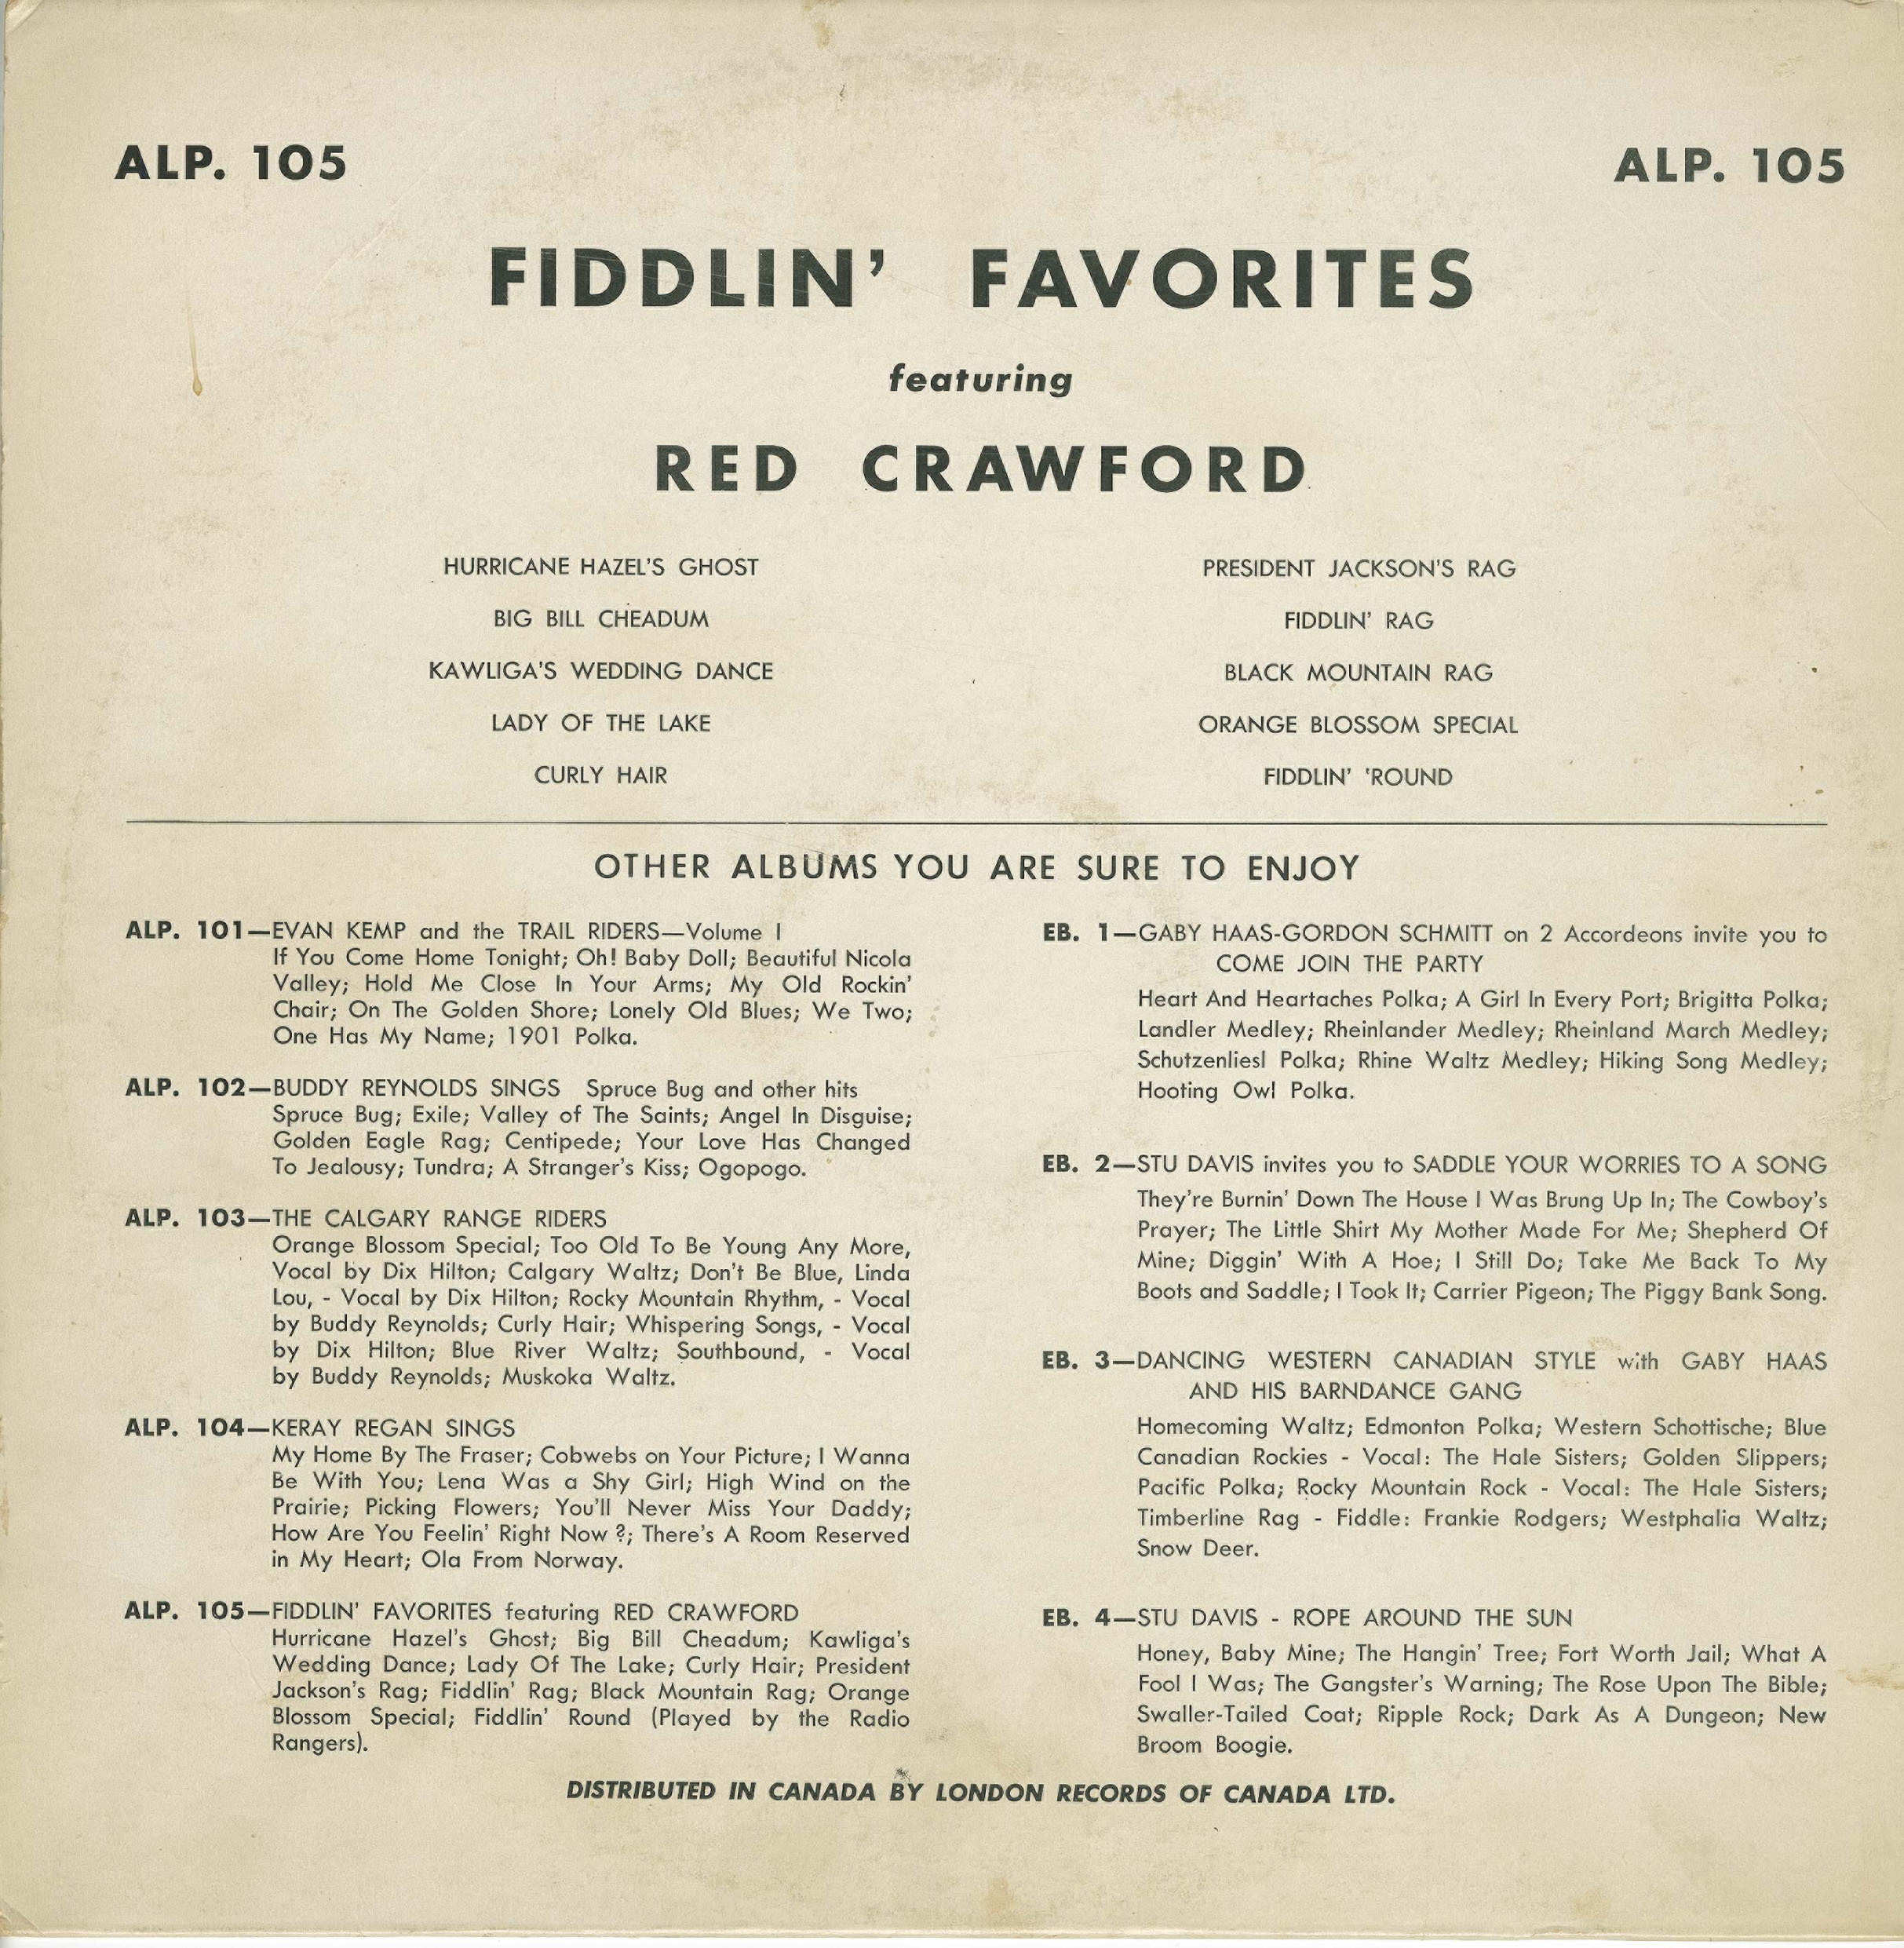 ALP. 105
ALP. 105
FIDDLIN' FAVORITES
featuring
RED CRAWFORD
HURRICANE HAZEL'S GHOST
BIG BILL CHEADUM
KAWLIGA'S WEDDING DANCE
LADY OF THE LAKE
CURLY HAIR
PRESIDENT JACKSON'S RAG
FIDDLIN' RAG
BLACK MOUNTAIN RAG
ORANGE BLOSSOM SPECIAL
FIDDLIN' 'ROUND
OTHER ALBUMS YOU ARE SURE TO ENJOY
ALP. 101—EVAN KEMP and the TRAIL RIDERS—Volume I
If You Come Home Tonight; Oh! Baby Doll; Beautiful Nicola
Valley; Hold Me Close In Your Arms; My Old Rockin'
Chair; On The Golden Shore; Lonely Old Blues; We Two;
One Has My Name; 1901 Polka.
ALP. 102—BUDDY REYNOLDS SINGS Spruce Bug and other hits
Spruce Bug; Exile; Valley of The Saints; Angel In Disguise;
Golden Eagle Rag; Centipede; Your Love Has Changed
To Jealousy; Tundra; A Stranger's Kiss; Ogopogo.
ALP. 103—THE CALGARY RANGE RIDERS
Orange Blossom Special; Too Old To Be Young Any More,
Vocal by Dix Hilton; Calgary Waltz; Don't Be Blue, Linda
Lou, - Vocal by Dix Hilton; Rocky Mountain Rhythm, - Vocal
by Buddy Reynolds; Curly Hair; Whispering Songs, - Vocal
by Dix Hilton; Blue River Waltz; Southbound, - Vocal
by Buddy Reynolds; Muskoka Waltz.
ALP. 104—KERAY REGAN SINGS
My Home By The Fraser; Cobwebs on Your Picture; I Wanna
Be With You; Lena Was a Shy Girl; High Wind on the
Prairie; Picking Flowers; You'll Never Miss Your Daddy;
How Are You Feelin' Right Now ?; There's A Room Reserved
in My Heart; Ola From Norway.
ALP. 105—FIDDLIN' FAVORITES featuring RED CRAWFORD
Hurricane Hazel's Ghost; Big Bill Cheadum; Kawliga's
Wedding Dance; Lady Of The Lake; Curly Hair; President
Jackson's Rag; Fiddlin' Rag; Black Mountain Rag; Orange
Blossom Special; Fiddlin' Round (Played by the Radio
Rangers).
EB. 1—GABY HAAS-GORDON SCHMITT on 2 Accordeons invite you to
COME JOIN THE PARTY
Heart And Heartaches Polka; A Girl In Every Port; Brigitta Polka;
Landler Medley; Rheinlander Medley; Rheinland March Medley;
Schutzenliesl Polka; Rhine Waltz Medley; Hiking Song Medley;
Hooting Owl Polka.
EB. 2—STU DAVIS invites you to SADDLE YOUR WORRIES TO A SONG
They're Burnin' Down The House I Was Brung Up In; The Cowboy's
Prayer; The Little Shirt My Mother Made For Me; Shepherd Of
Mine; Diggin' With A Hoe; I Still Do; Take Me Back To My
Boots and Saddle; I Took It; Carrier Pigeon; The Piggy Bank Song.
EB. 3—DANCING WESTERN CANADIAN STYLE with GABY HAAS
AND HIS BARNDANCE GANG
Homecoming Waltz; Edmonton Polka; Western Schottische; Blue
Canadian Rockies - Vocal: The Hale Sisters; Golden Slippers;
Pacific Polka; Rocky Mountain Rock - Vocal: The Hale Sisters;
Timberline Rag - Fiddle: Frankie Rodgers; Westphalia Waltz;
Snow Deer.
EB. 4—STU DAVIS - ROPE AROUND THE SUN
Honey, Baby Mine; The Hangin' Tree; Fort Worth Jail; What A
Fool I Was; The Gangster's Warning; The Rose Upon The Bible;
Swaller-Tailed Coat; Ripple Rock; Dark As A Dungeon; New
Broom Boogie.
DISTRIBUTED IN CANADA BY LONDON RECORDS OF CANADA LTD.